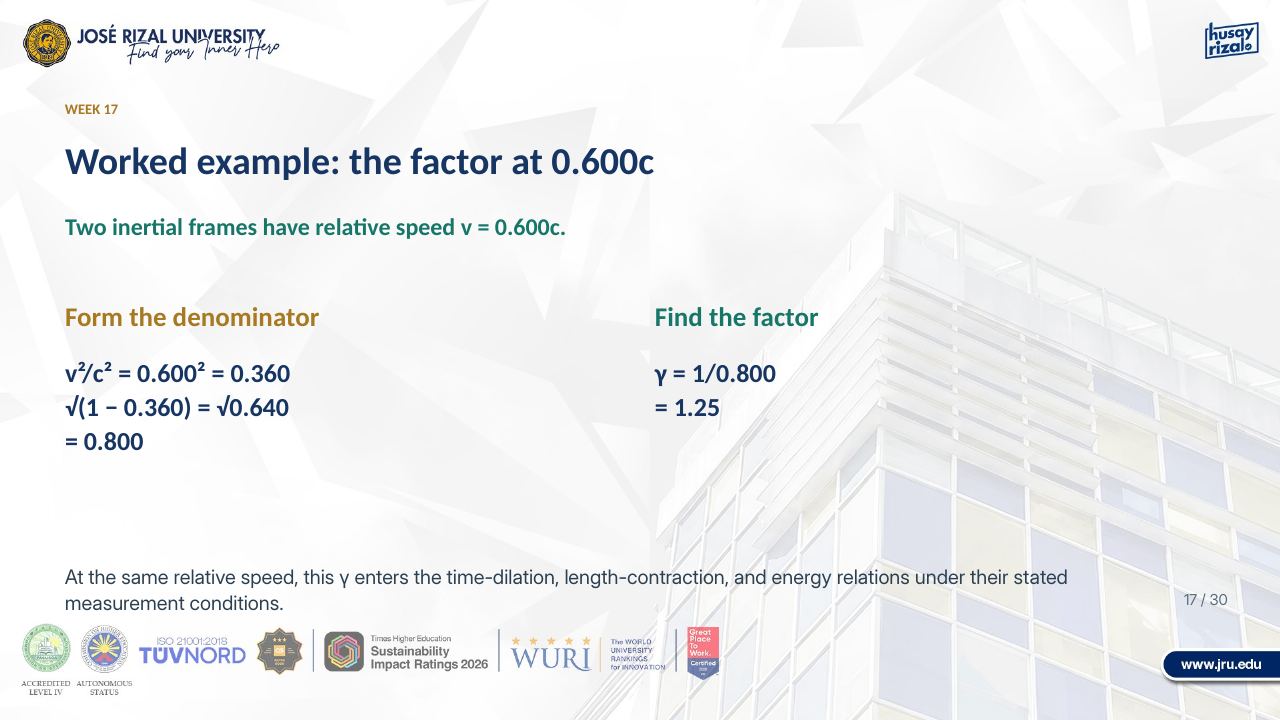 JOSÉ RIZAL UNIVERSITY
Find your Inner Hero
husay
rizal
WEEK 17
Worked example: the factor at 0.600c
Two inertial frames have relative speed v = 0.600c.
Form the denominator
v²/c² = 0.600² = 0.360
√(1 − 0.360) = √0.640
= 0.800
Find the factor
γ = 1/0.800
= 1.25
At the same relative speed, this γ enters the time-dilation, length-contraction, and energy relations under their stated
measurement conditions.
17 / 30
ACCREDITED
LEVEL IV
AUTONOMOUS
STATUS
ISO 21001:2018
TÜVNORD
Times Higher Education
Sustainability
Impact Ratings 2026
WURI
The WORLD
UNIVERSITY
RANKINGS
for INNOVATION
Great
Place
To
Work.
Certified
www.jru.edu